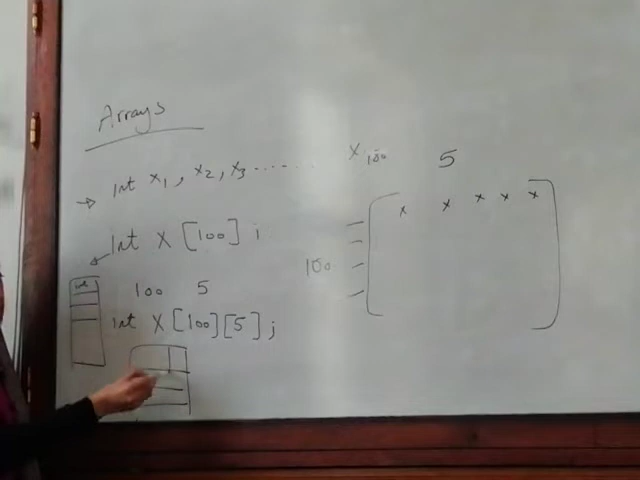 Arrays
int x1, x2, x3 ...... x100
int X [100] ;
100 5
int X [100][5] ;
5
x x x x x
100